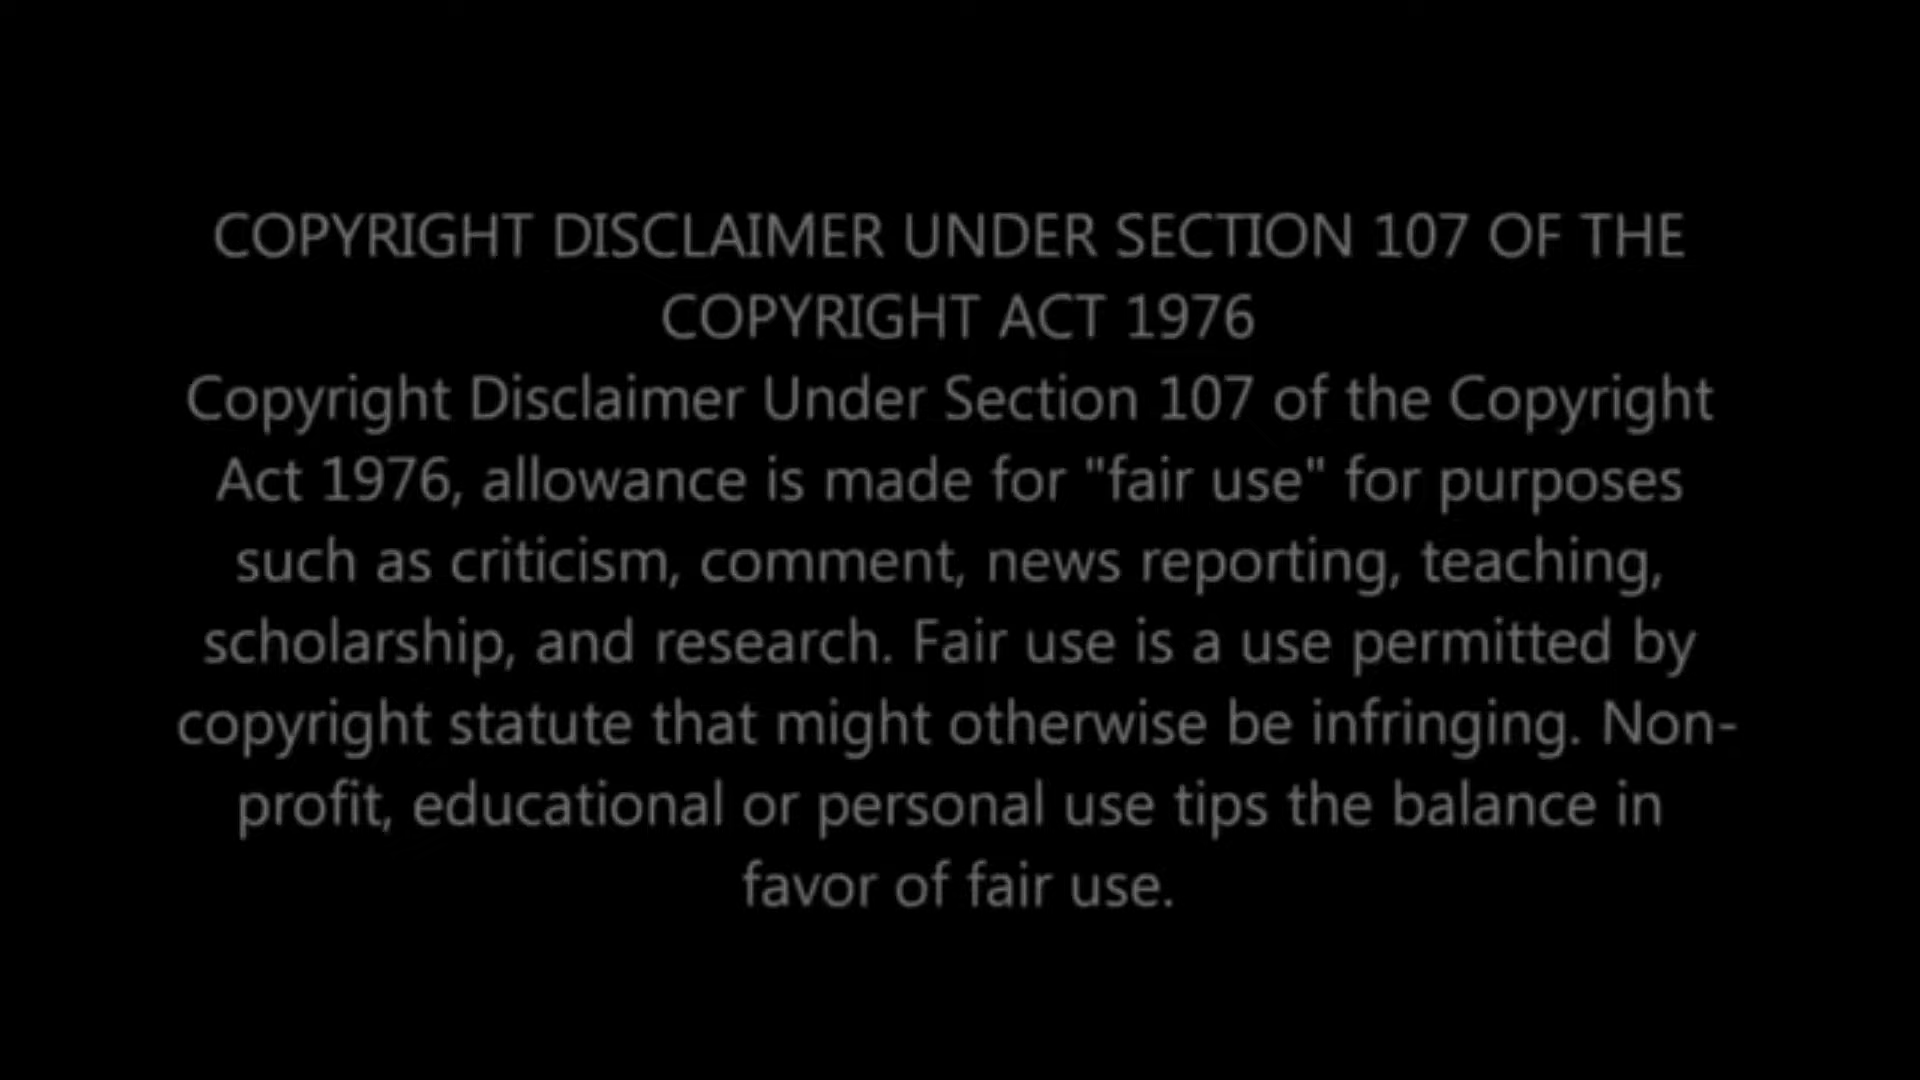 COPYRIGHT DISCLAIMER UNDER SECTION 107 OF THE
COPYRIGHT ACT 1976
Copyright Disclaimer Under Section 107 of the Copyright
Act 1976, allowance is made for "fair use" for purposes
such as criticism, comment, news reporting, teaching,
scholarship, and research. Fair use is a use permitted by
copyright statute that might otherwise be infringing. Non-
profit, educational or personal use tips the balance in
favor of fair use.